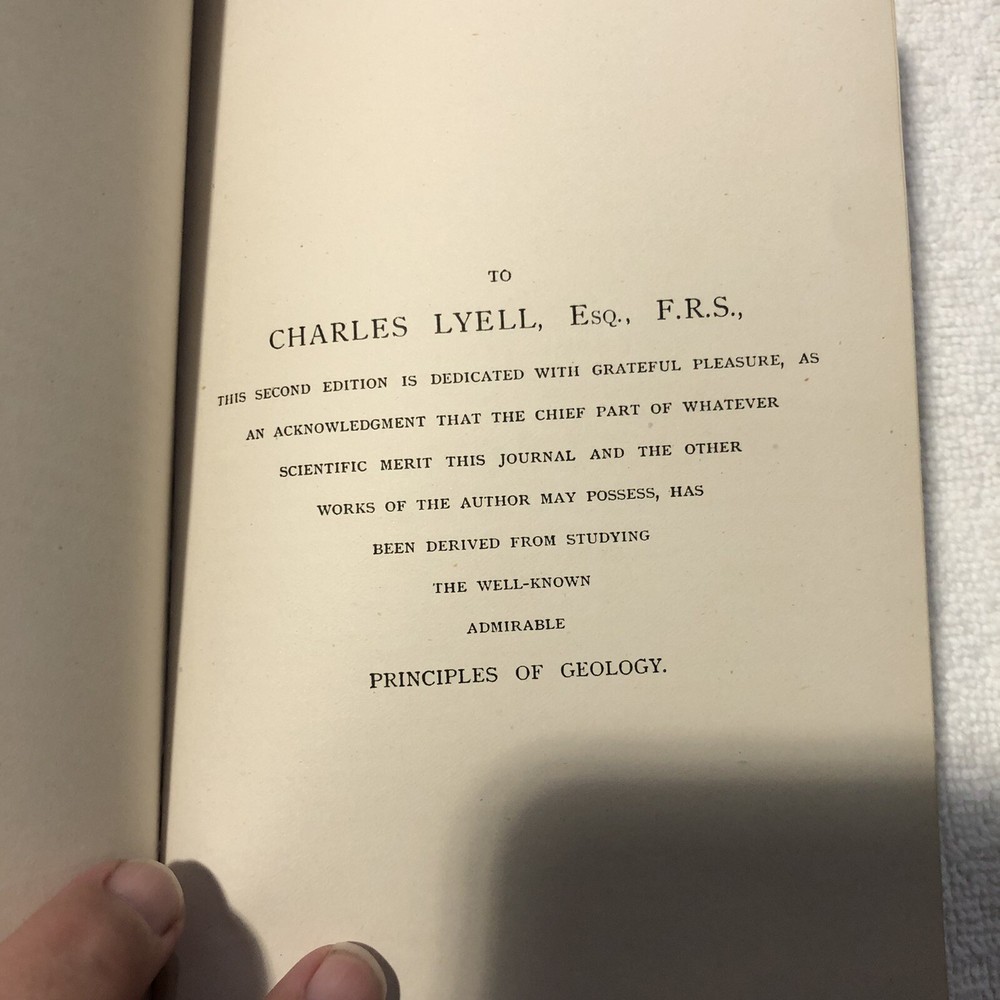 TO
CHARLES LYELL, Esq., F.R.S.,
THIS SECOND EDITION IS DEDICATED WITH GRATEFUL PLEASURE, AS
AN ACKNOWLEDGMENT THAT THE CHIEF PART OF WHATEVER
SCIENTIFIC MERIT THIS JOURNAL AND THE OTHER
WORKS OF THE AUTHOR MAY POSSESS, HAS
BEEN DERIVED FROM STUDYING
THE WELL-KNOWN
ADMIRABLE
PRINCIPLES OF GEOLOGY.